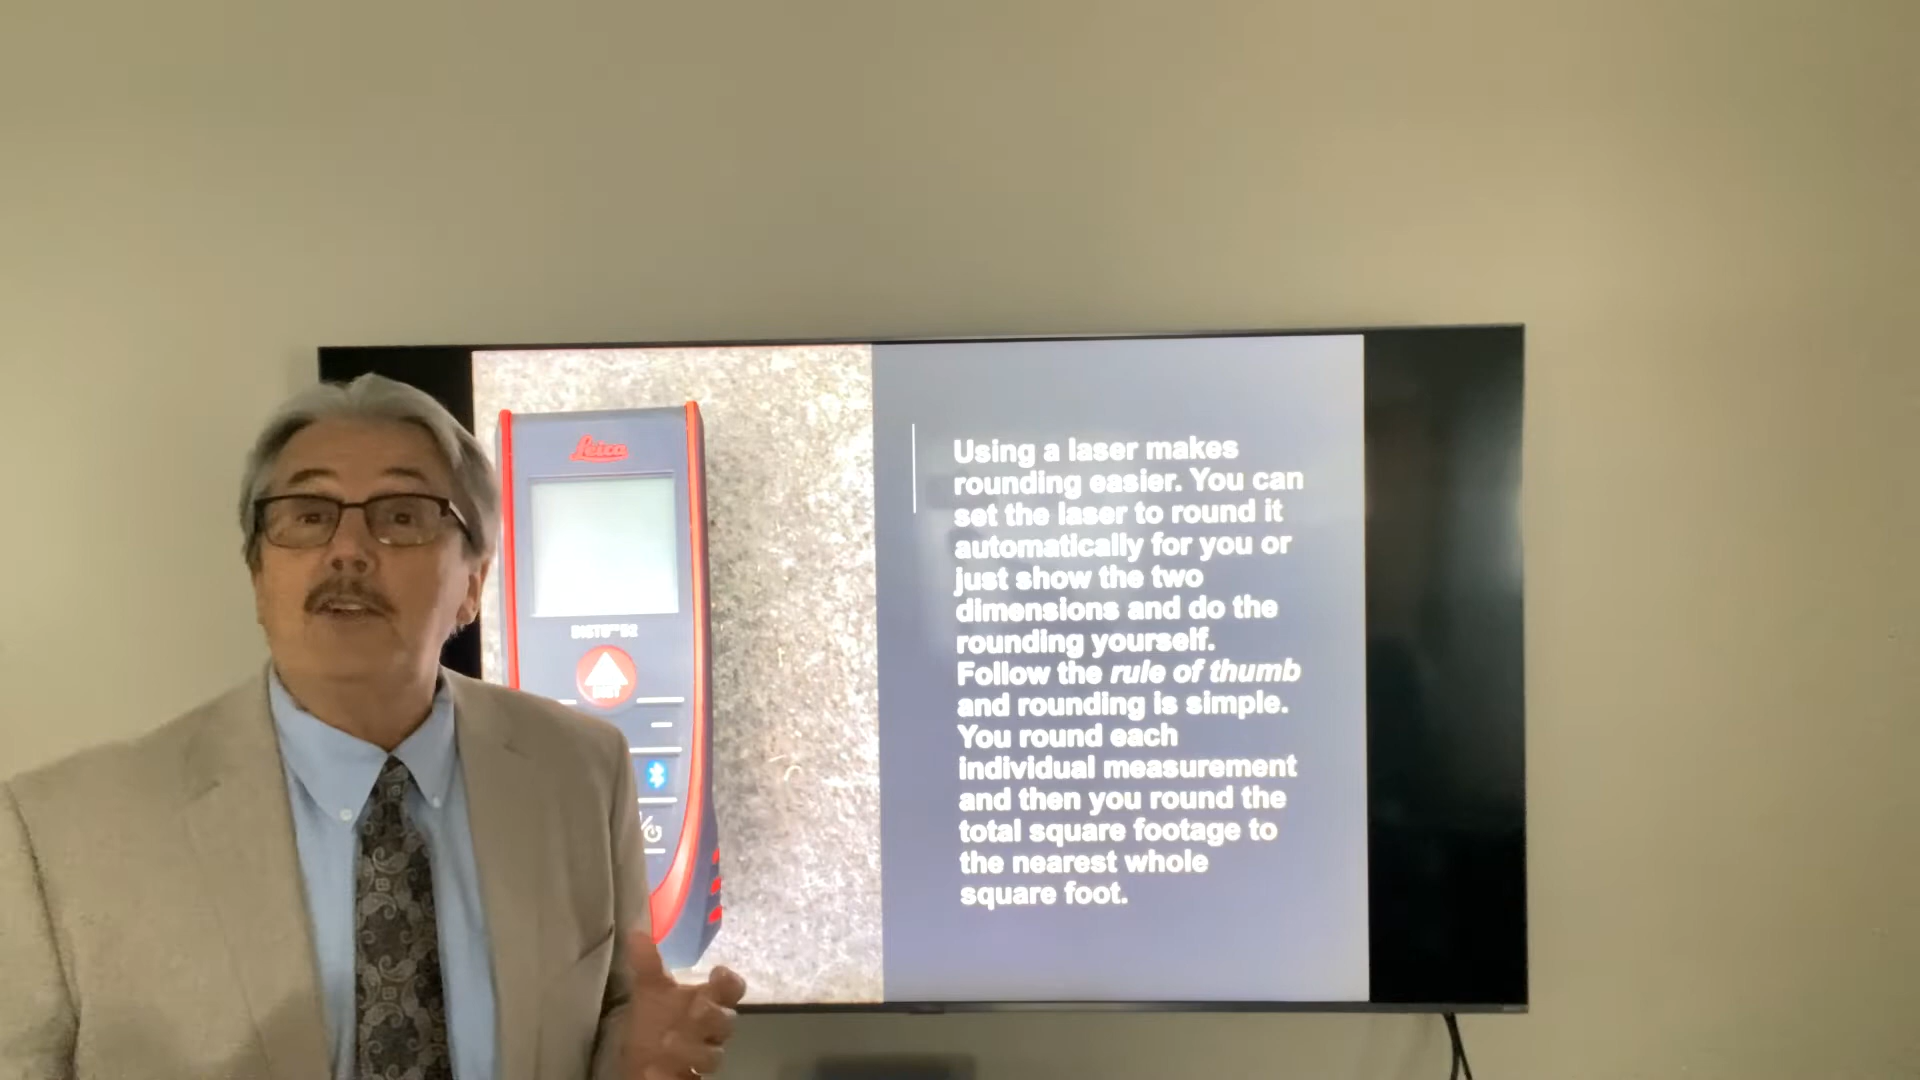 Leica
DISTO™ D2
DIST
Using a laser makes
rounding easier. You can
set the laser to round it
automatically for you or
just show the two
dimensions and do the
rounding yourself.
Follow the rule of thumb
and rounding is simple.
You round each
individual measurement
and then you round the
total square footage to
the nearest whole
square foot.